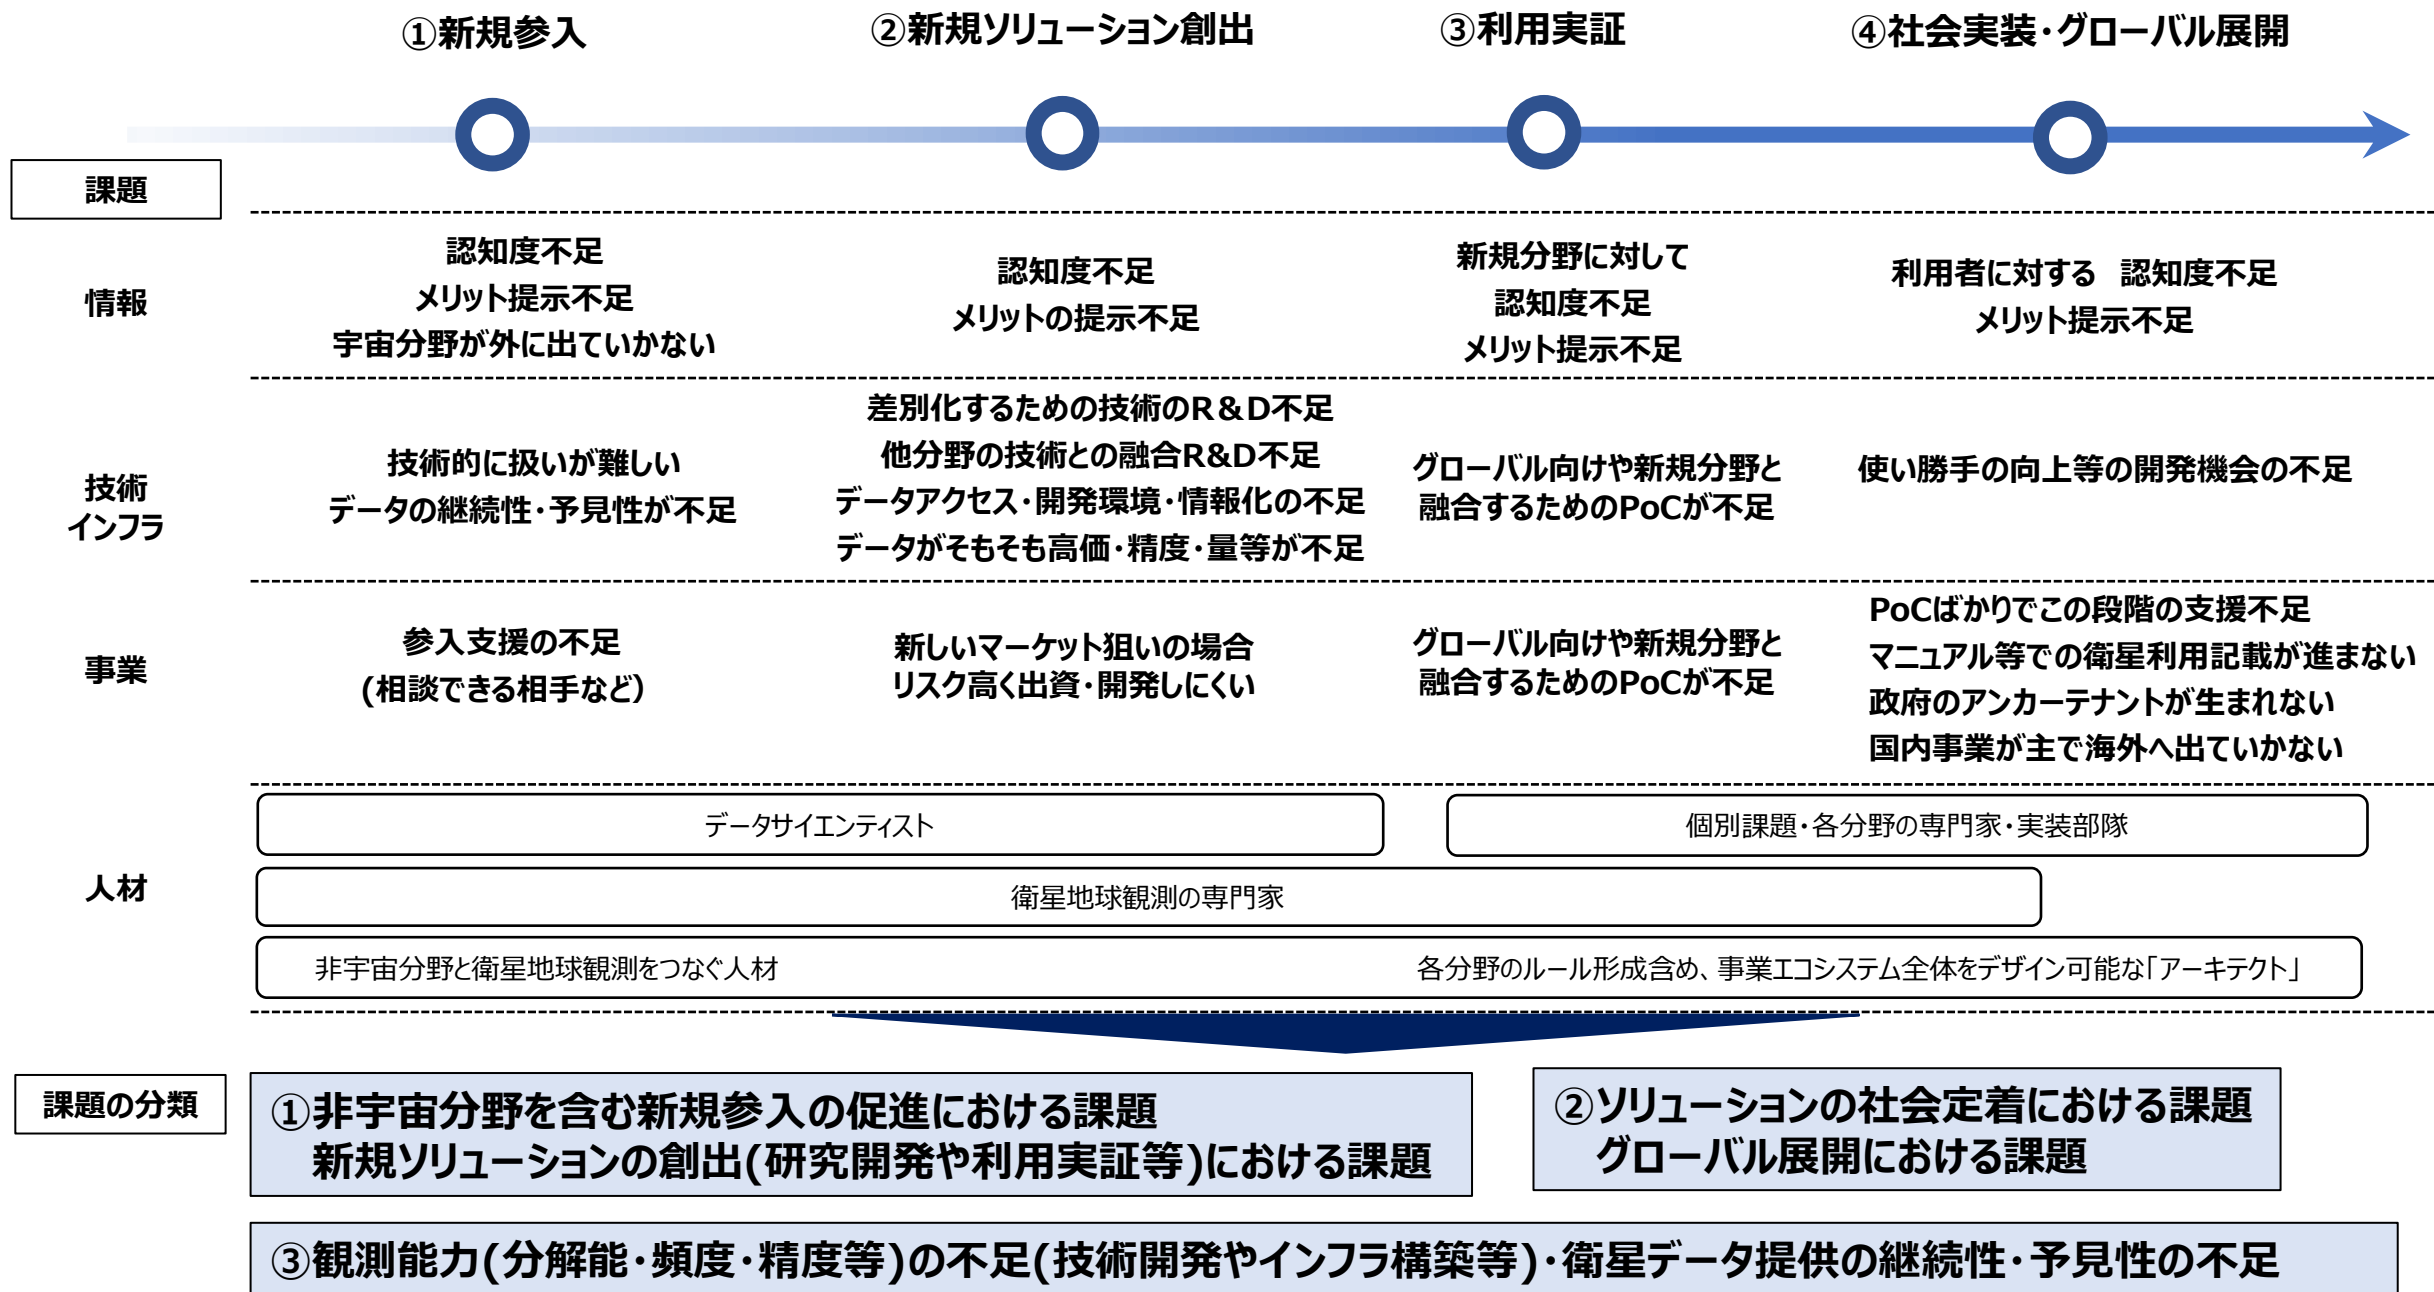 ①新規参入
②新規ソリューション創出
③利用実証
④社会実装・グローバル展開
課題
情報
認知度不足
メリット提示不足
宇宙分野が外に出ていかない
認知度不足
メリットの提示不足
新規分野に対して
認知度不足
メリット提示不足
利用者に対する　認知度不足
メリット提示不足
技術
インフラ
技術的に扱いが難しい
データの継続性・予見性が不足
差別化するための技術のR＆D不足
他分野の技術との融合R&D不足
データアクセス・開発環境・情報化の不足
データがそもそも高価・精度・量等が不足
グローバル向けや新規分野と
融合するためのPoCが不足
使い勝手の向上等の開発機会の不足
事業
参入支援の不足
(相談できる相手など）
新しいマーケット狙いの場合
リスク高く出資・開発しにくい
グローバル向けや新規分野と
融合するためのPoCが不足
PoCばかりでこの段階の支援不足
マニュアル等での衛星利用記載が進まない
政府のアンカーテナントが生まれない
国内事業が主で海外へ出ていかない
人材
データサイエンティスト
個別課題・各分野の専門家・実装部隊
衛星地球観測の専門家
非宇宙分野と衛星地球観測をつなぐ人材
各分野のルール形成含め、事業エコシステム全体をデザイン可能な「アーキテクト」
課題の分類
①非宇宙分野を含む新規参入の促進における課題
新規ソリューションの創出(研究開発や利用実証等)における課題
②ソリューションの社会定着における課題
グローバル展開における課題
③観測能力(分解能・頻度・精度等)の不足(技術開発やインフラ構築等)・衛星データ提供の継続性・予見性の不足